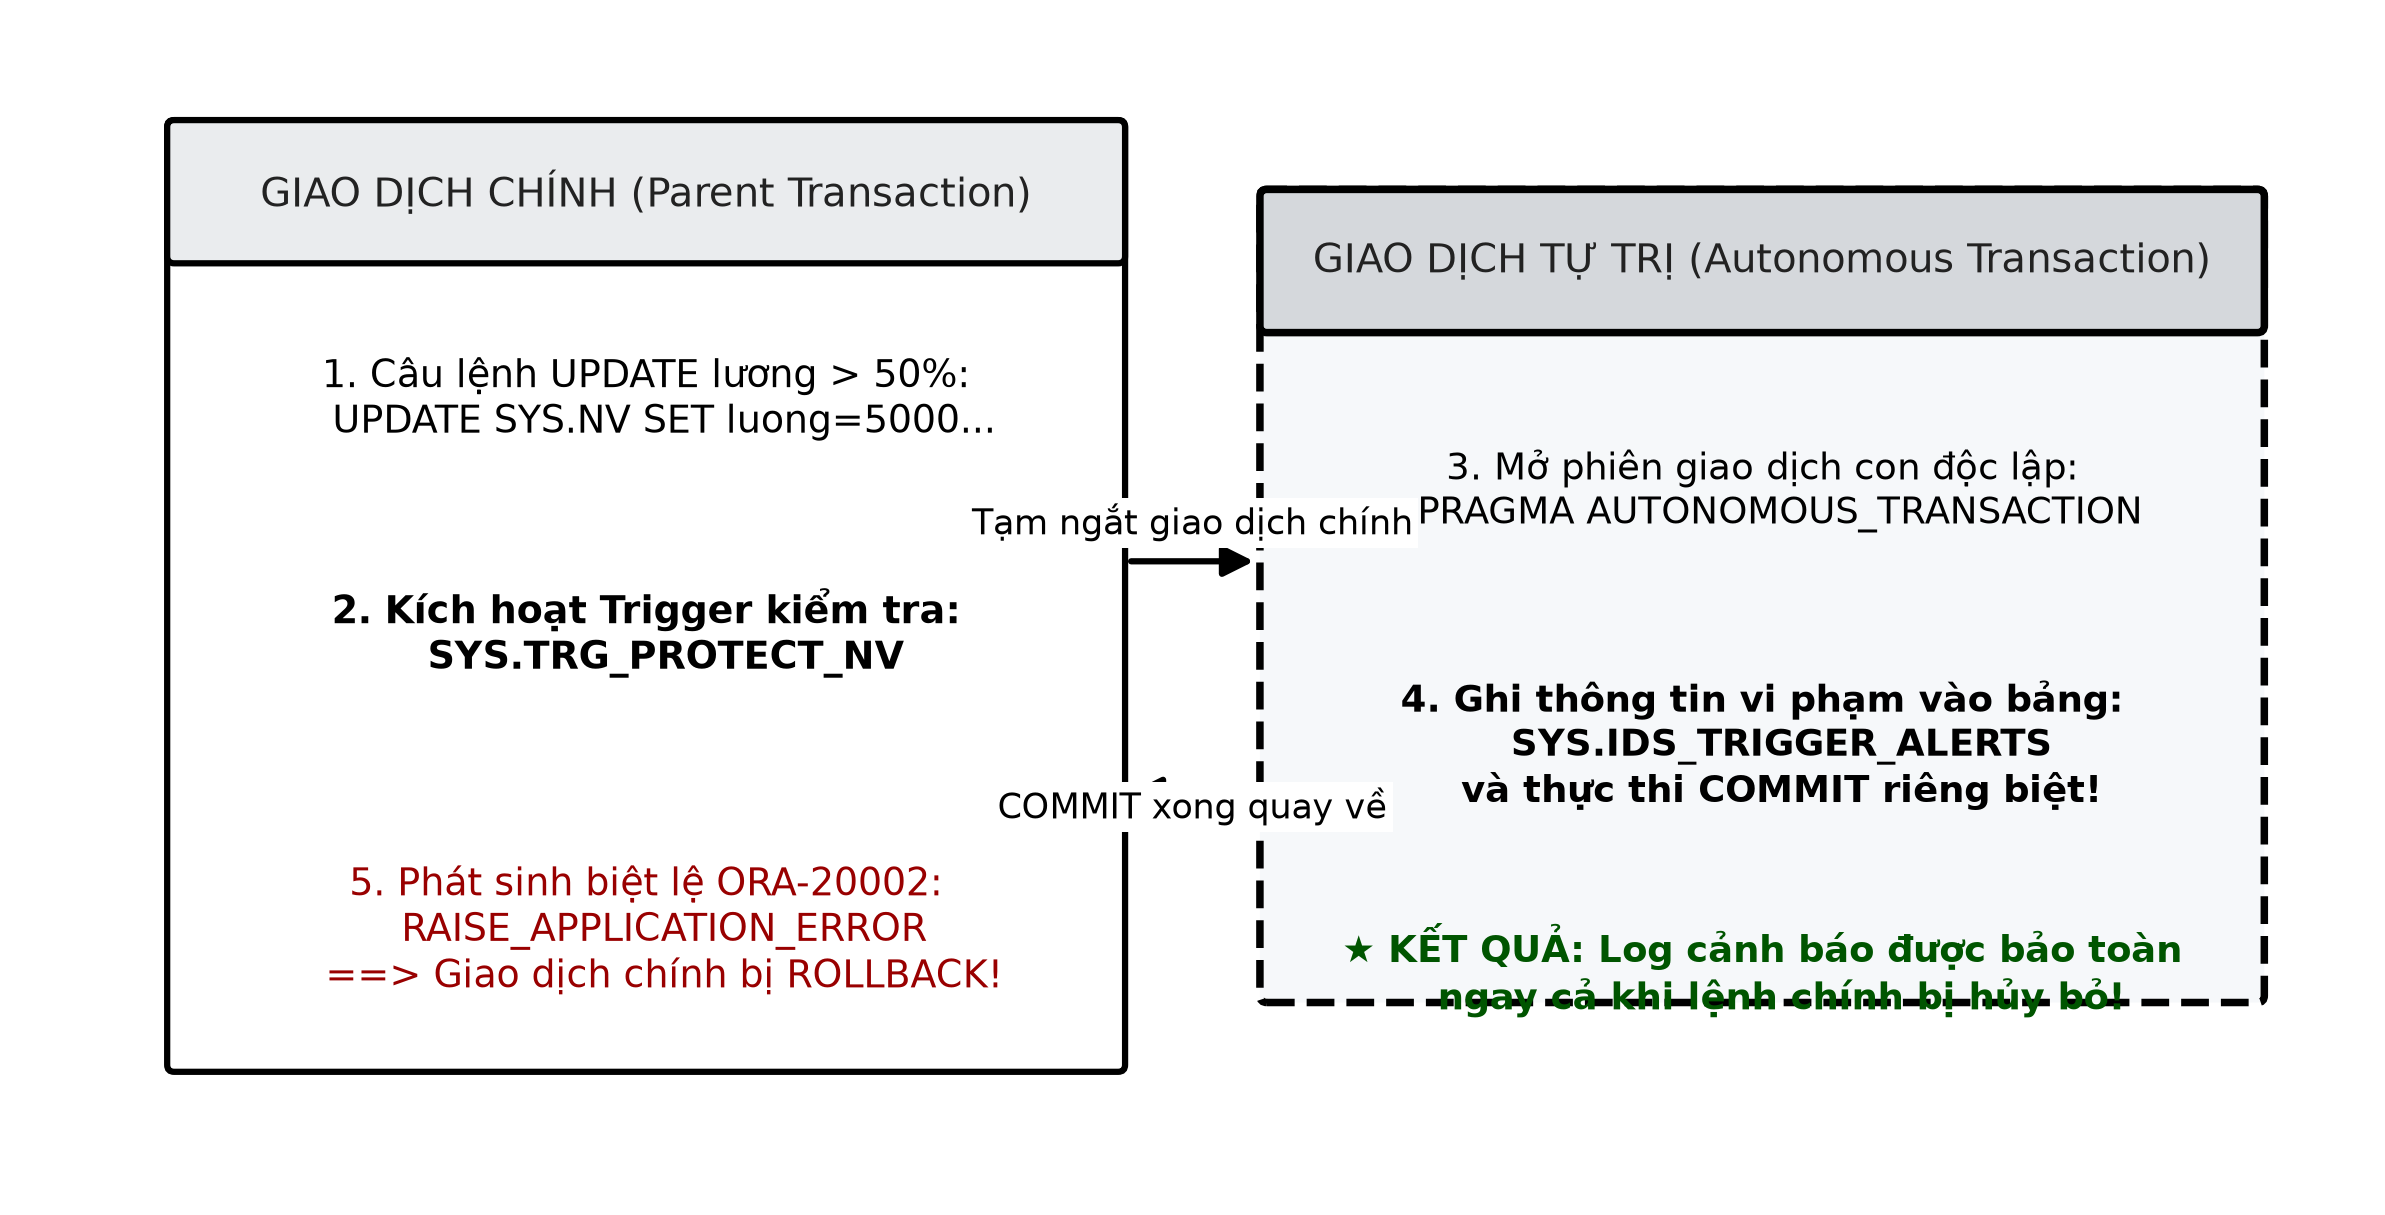 GIAO DỊCH CHÍNH (Parent Transaction)
1. Câu lệnh UPDATE lương > 50%:
UPDATE SYS.NV SET luong=5000...
2. Kích hoạt Trigger kiểm tra:
SYS.TRG_PROTECT_NV
5. Phát sinh biệt lệ ORA-20002:
RAISE_APPLICATION_ERROR
==> Giao dịch chính bị ROLLBACK!
Tạm ngắt giao dịch chính
COMMIT xong quay về
GIAO DỊCH TỰ TRỊ (Autonomous Transaction)
3. Mở phiên giao dịch con độc lập:
PRAGMA AUTONOMOUS_TRANSACTION
4. Ghi thông tin vi phạm vào bảng:
SYS.IDS_TRIGGER_ALERTS
và thực thi COMMIT riêng biệt!
★ KẾT QUẢ: Log cảnh báo được bảo toàn
ngay cả khi lệnh chính bị hủy bỏ!